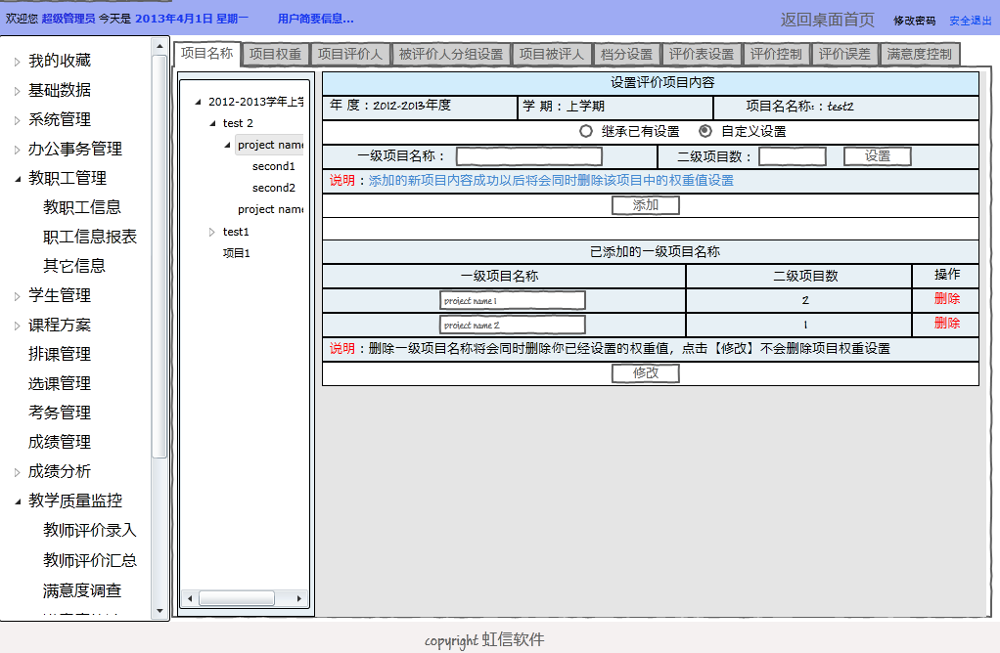 欢迎您 超级管理员 今天是 2013年4月1日 星期一 用户简要信息... 返回桌面首页 修改密码 安全退出
我的收藏
基础数据
系统管理
办公事务管理
教职工管理
教职工信息
职工信息报表
其它信息
学生管理
课程方案
排课管理
选课管理
考务管理
成绩管理
成绩分析
教学质量监控
教师评价录入
教师评价汇总
满意度调查
项目名称 项目权重 项目评价人 被评价人分组设置 项目被评人 档分设置 评价表设置 评价控制 评价误差 满意度控制
2012-2013学年上学
test 2
project name
second1
second2
project name
test1
项目1
设置评价项目内容
年 度：2012-2013年度 学 期：上学期 项目名名称:：test2
继承已有设置 自定义设置
一级项目名称： 二级项目数： 设置
说明：添加的新项目内容成功以后将会同时删除该项目中的权重值设置
添加
已添加的一级项目名称
一级项目名称 二级项目数 操作
project name 1 2 删除
project name 2 1 删除
说明：删除一级项目名称将会同时删除你已经设置的权重值，点击【修改】不会删除项目权重设置
修改
copyright 虹信软件